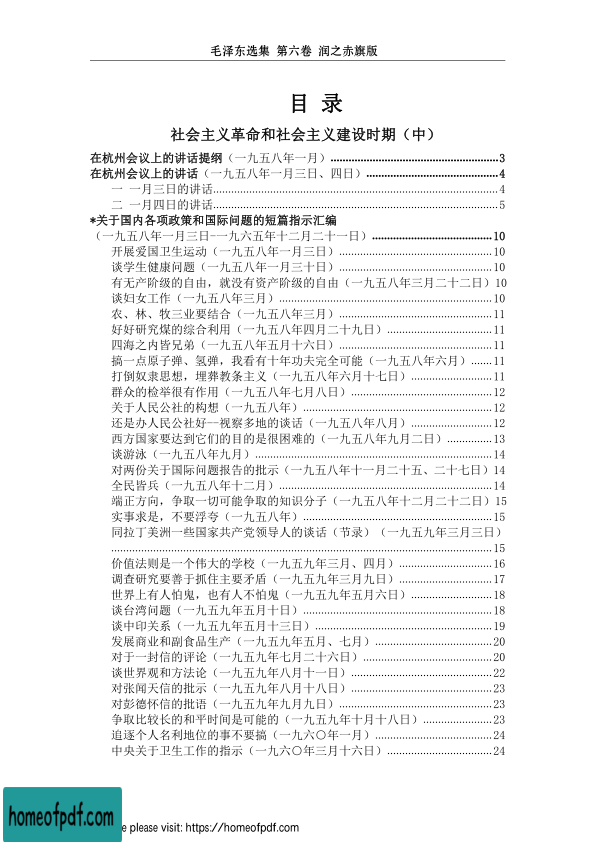 毛泽东选集 第六卷 润之赤旗版
目 录
社会主义革命和社会主义建设时期（中）
在杭州会议上的讲话提纲（一九五八年一月）........................................................3
在杭州会议上的讲话（一九五八年一月三日、四日）............................................4
一 一月三日的讲话................................................................................................4
二 一月四日的讲话................................................................................................5
*关于国内各项政策和国际问题的短篇指示汇编
（一九五八年一月三日-一九六五年十二月二十一日）........................................10
开展爱国卫生运动（一九五八年一月三日）...................................................10
谈学生健康问题（一九五八年一月三十日）...................................................10
有无产阶级的自由，就没有资产阶级的自由（一九五八年三月二十二日）10
谈妇女工作（一九五八年三月）.......................................................................10
农、林、牧三业要结合（一九五八年三月）...................................................11
好好研究煤的综合利用（一九五八年四月二十九日）...................................11
四海之内皆兄弟（一九五八年五月十六日）...................................................11
搞一点原子弹、氢弹，我看有十年功夫完全可能（一九五八年六月）.......11
打倒奴隶思想，埋葬教条主义（一九五八年六月十七日）...........................11
群众的检举很有作用（一九五八年七月八日）...............................................12
关于人民公社的构想（一九五八年）...............................................................12
还是办人民公社好—视察多地的谈话（一九五八年八月）...........................12
西方国家要达到它们的目的是很困难的（一九五八年九月二日）...............13
谈游泳（一九五八年九月）...............................................................................14
对两份关于国际问题报告的批示（一九五八年十一月二十五、二十七日）14
全民皆兵（一九五八年十二月）.......................................................................14
端正方向，争取一切可能争取的知识分子（一九五八年十二月二十二日）15
实事求是，不要浮夸（一九五八年）...............................................................15
同拉丁美洲一些国家共产党领导人的谈话（节录）（一九五九年三月三日）
...............................................................................................................................15
价值法则是一个伟大的学校（一九五九年三月、四月）...............................16
调查研究要善于抓住主要矛盾（一九五九年三月九日）...............................17
世界上有人怕鬼，也有人不怕鬼（一九五九年五月六日）...........................18
谈台湾问题（一九五九年五月十日）...............................................................18
谈中印关系（一九五九年五月十三日）...........................................................19
发展商业和副食品生产（一九五九年五月、七月）.......................................20
对于一封信的评论（一九五九年七月二十六日）...........................................20
谈世界观和方法论（一九五九年八月十一日）...............................................22
对张闻天信的批示（一九五九年八月十八日）...............................................23
对彭德怀信的批语（一九五九年九月九日）...................................................23
争取比较长的和平时间是可能的（一九五九年十月十八日）.......................23
追逐个人名利地位的事不要搞（一九六〇年一月）.......................................24
中央关于卫生工作的指示（一九六〇年三月十六日）...................................24
homeofpdf.com
e please visit: https://homeofpdf.com